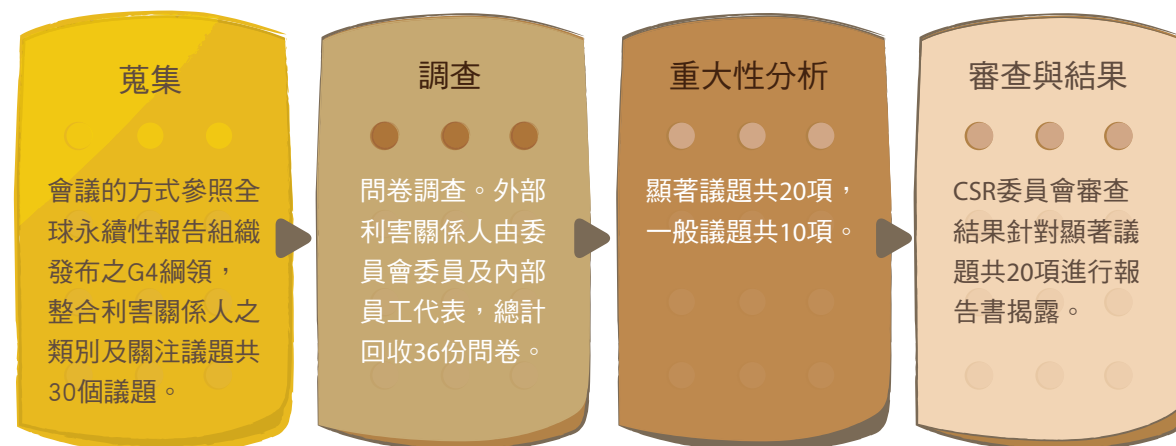 蒐集
會議的方式參照全
球永續性報告組織
發布之G4綱領，
整合利害關係人之
類別及關注議題共
30個議題。
調查
問卷調查。外部
利害關係人由委
員會委員及內部
員工代表，總計
回收36份問卷。
重大性分析
顯著議題共20項，
一般議題共10項。
審查與結果
CSR委員會審查
結果針對顯著議
題共20項進行報
告書揭露。